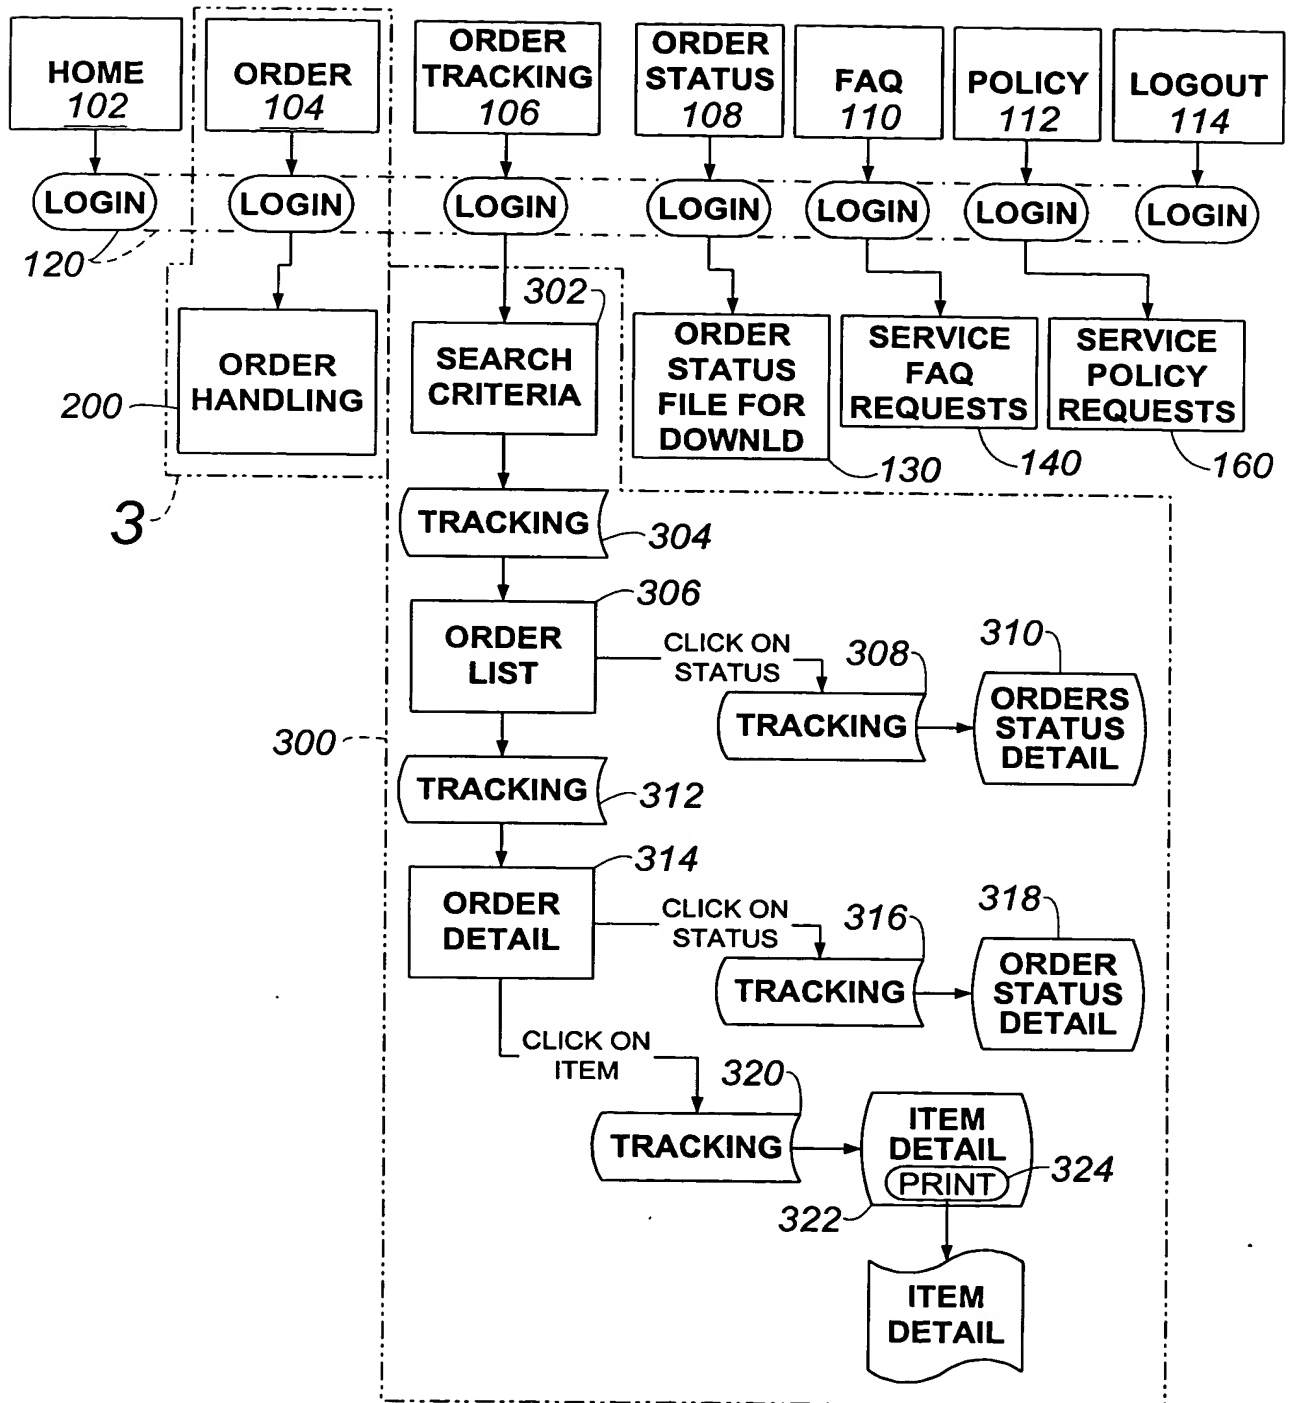 HOME
102
ORDER
104
ORDER
TRACKING
106
ORDER
STATUS
108
FAQ
110
POLICY
112
LOGOUT
114
LOGIN
LOGIN
LOGIN
LOGIN
LOGIN
LOGIN
LOGIN
120
302
ORDER
HANDLING
200
SEARCH
CRITERIA
ORDER
STATUS
FILE FOR
DOWNLD
130
SERVICE
FAQ
REQUESTS
140
SERVICE
POLICY
REQUESTS
160
3
TRACKING
304
306
ORDER
LIST
CLICK ON
STATUS
308
TRACKING
310
ORDERS
STATUS
DETAIL
300
TRACKING
312
314
ORDER
DETAIL
CLICK ON
STATUS
316
TRACKING
318
ORDER
STATUS
DETAIL
CLICK ON
ITEM
320
TRACKING
ITEM
DETAIL
PRINT
324
322
ITEM
DETAIL